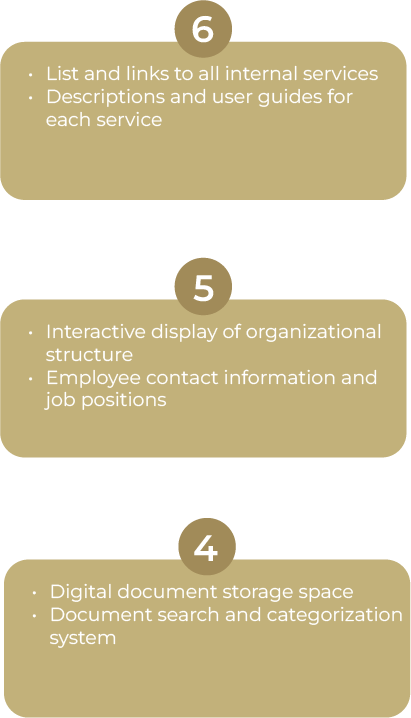 6
• List and links to all internal services
• Descriptions and user guides for
each service
5
• Interactive display of organizational
structure
• Employee contact information and
job positions
4
• Digital document storage space
• Document search and categorization
system